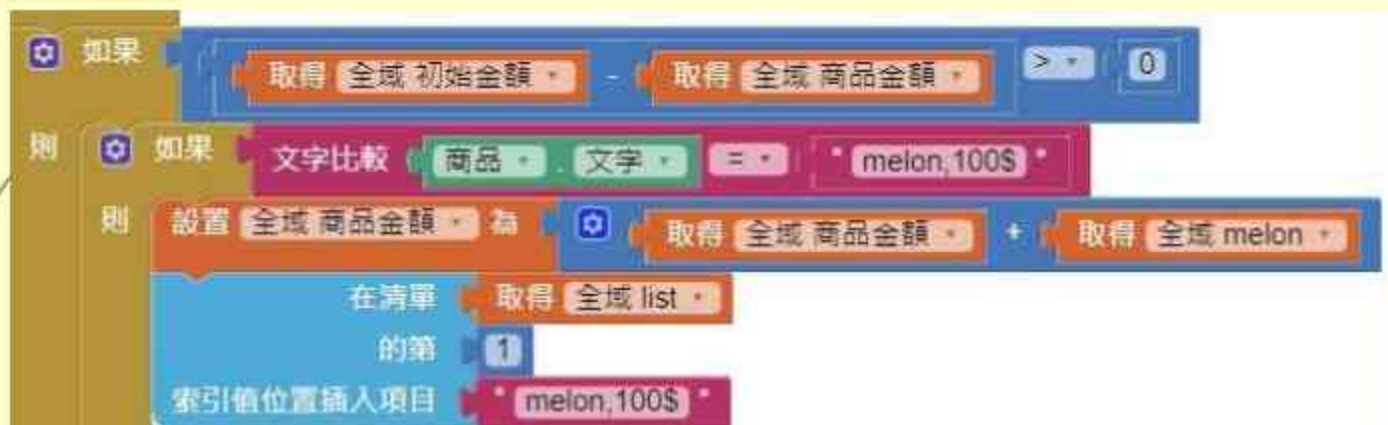 如果 取得 全域 初始金額 - 取得 全域 商品金額 > 0
則 如果 文字比較 商品 . 文字 = " melon,100$ "
則 設置 全域 商品金額 為 取得 全域 商品金額 + 取得 全域 melon
在清單 取得 全域 list
的第 1
索引值位置插入項目 " melon,100$ "